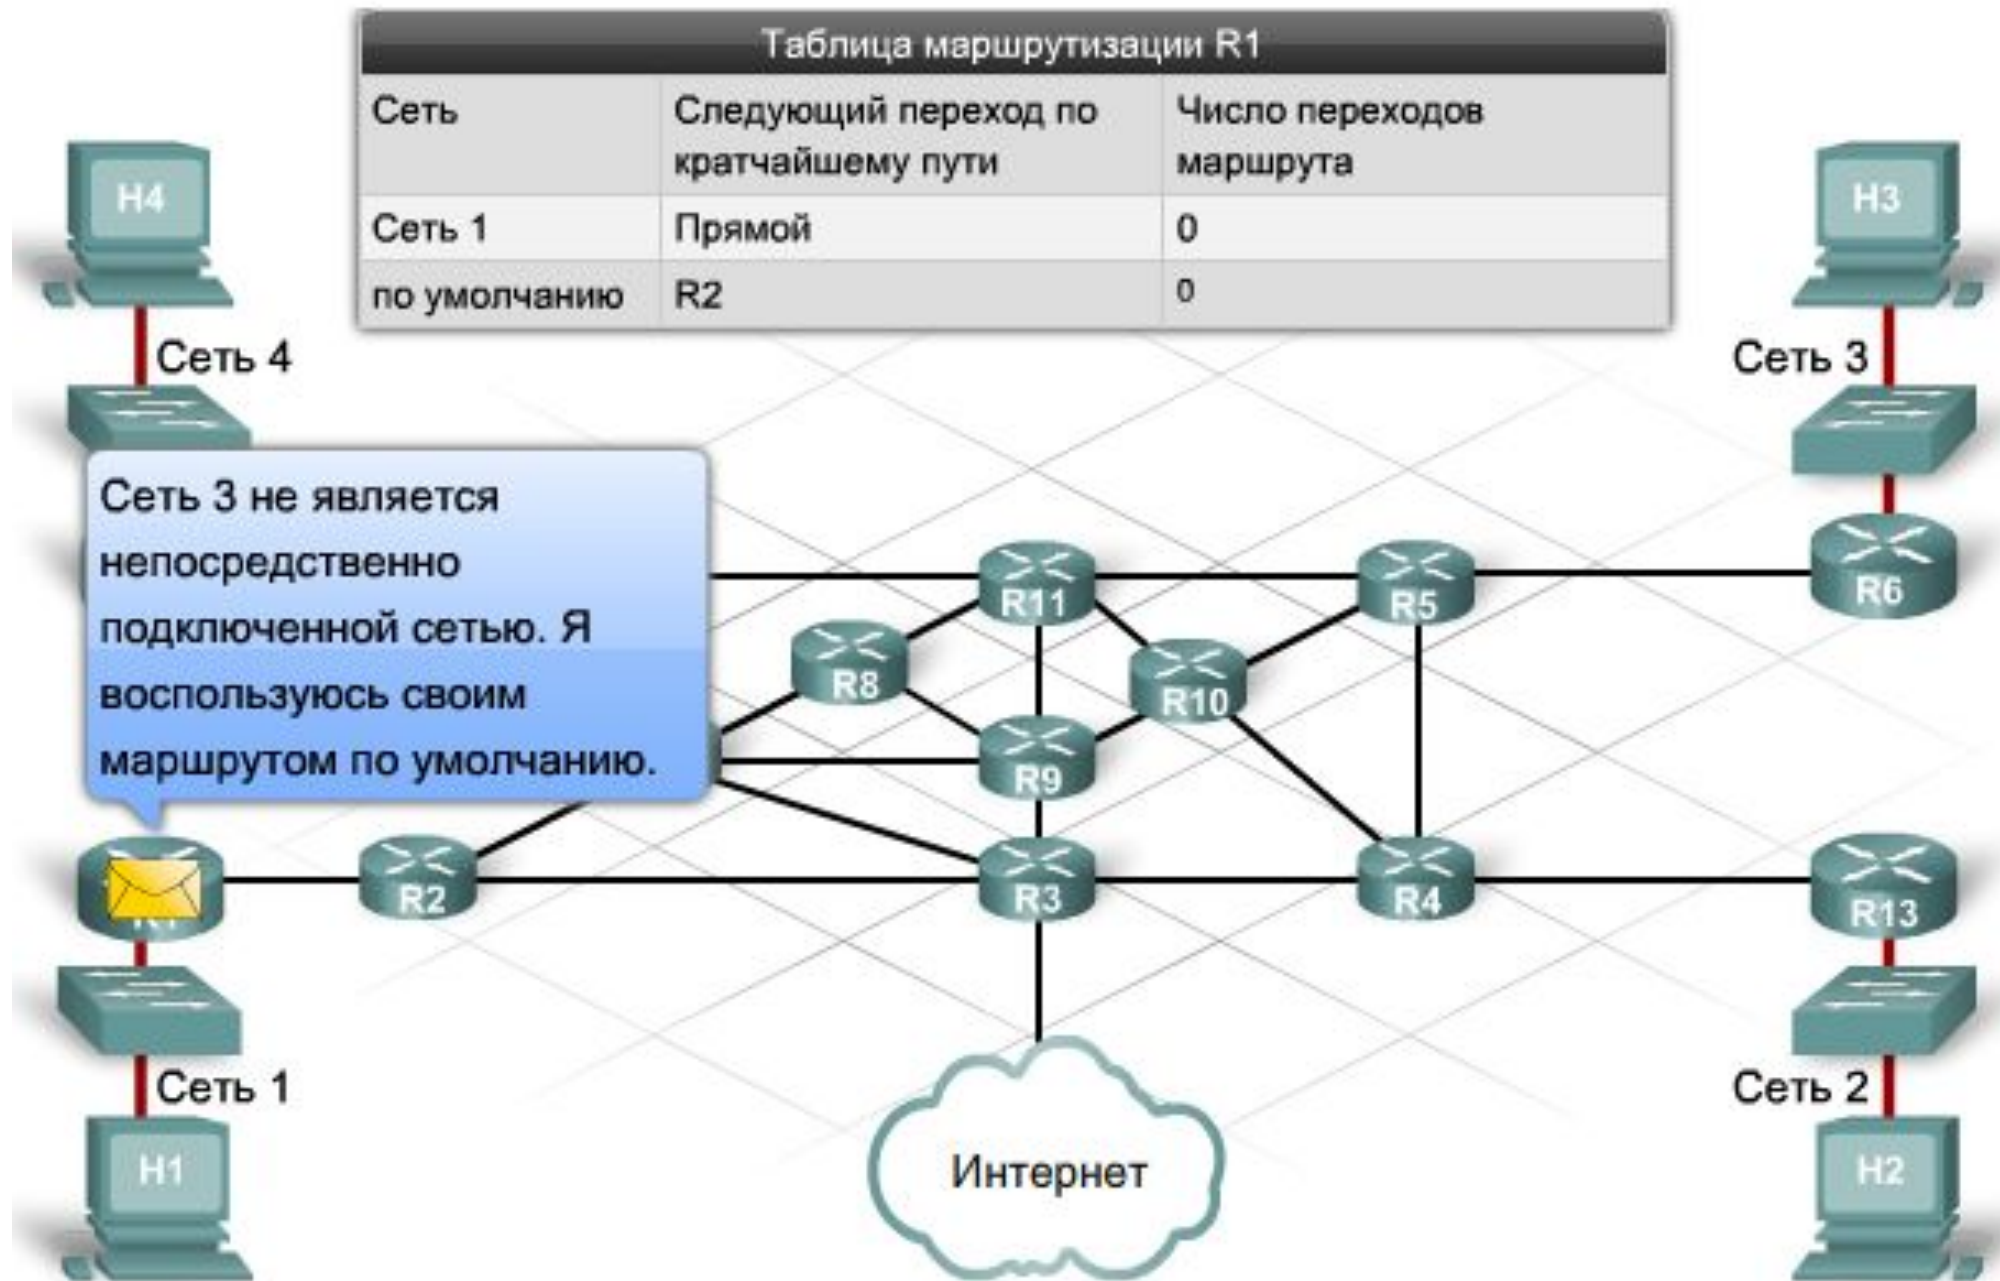 Таблица маршрутизации R1
Сеть
Следующий переход по
кратчайшему пути
Число переходов
маршрута
Сеть 1
Прямой
0
по умолчанию
R2
0
H4
H3
Сеть 4
Сеть 3
Сеть 3 не является
непосредственно
подключенной сетью. Я
воспользуюсь своим
маршрутом по умолчанию.
R11
R5
R6
R8
R10
R9
R2
R3
R4
R13
Сеть 1
Сеть 2
H1
Интернет
H2